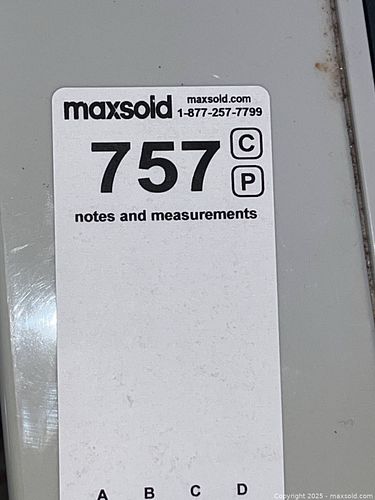 maxsold maxsold.com
1-877-257-7799
757 C
P
notes and measurements
A B C D
Copyright 2025 - maxsold.com